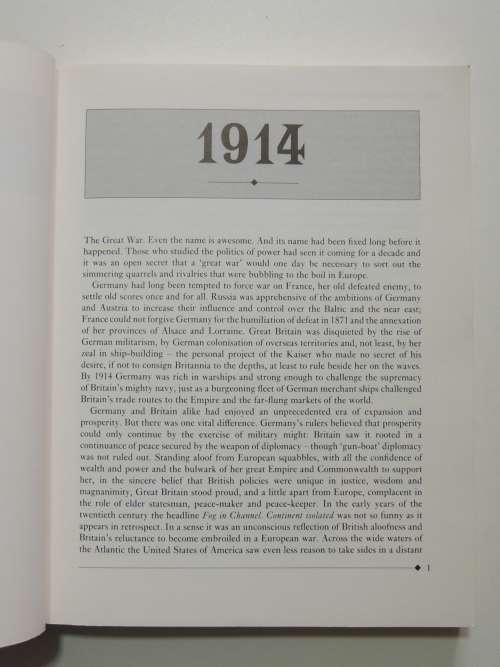 1914
The Great War. Even the name is awesome. And its name had been fixed long before it
happened. Those who studied the politics of power had seen it coming for a decade and
it was an open secret that a ‘great war’ would one day be necessary to sort out the
simmering quarrels and rivalries that were bubbling to the boil in Europe.
Germany had long been tempted to force war on France, her old defeated enemy, to
settle old scores once and for all. Russia was apprehensive of the ambitions of Germany
and Austria to increase their influence and control over the Baltic and the near east;
France could not forgive Germany for the humiliation of defeat in 1871 and the annexation
of her provinces of Alsace and Lorraine. Great Britain was disquieted by the rise of
German militarism, by German colonisation of overseas territories and, not least, by her
zeal in ship-building – the personal project of the Kaiser who made no secret of his
desire, if not to consign Britannia to the depths, at least to rule beside her on the waves.
By 1914 Germany was rich in warships and strong enough to challenge the supremacy
of Britain’s mighty navy, just as a burgeoning fleet of German merchant ships challenged
Britain’s trade routes to the Empire and the far-flung markets of the world.
Germany and Britain alike had enjoyed an unprecedented era of expansion and
prosperity. But there was one vital difference. Germany’s rulers believed that prosperity
could only continue by the exercise of military might: Britain saw it rooted in a
continuance of peace secured by the weapon of diplomacy – though ‘gun-boat’ diplomacy
was not ruled out. Standing aloof from European squabbles, with all the confidence of
wealth and power and the bulwark of her great Empire and Commonwealth to support
her, in the sincere belief that British policies were unique in justice, wisdom and
magnanimity, Great Britain stood proud, and a little apart from Europe, complacent in
the role of elder statesman, peace-maker and peace-keeper. In the early years of the
twentieth century the headline Fog in Channel. Continent isolated was not so funny as it
appears in retrospect. In a sense it was an unconscious reflection of British aloofness and
Britain’s reluctance to become embroiled in a European war. Across the wide waters of
the Atlantic the United States of America saw even less reason to take sides in a distant
1